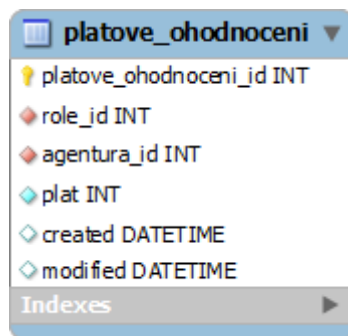 platove_ohodnoceni
platove_ohodnoceni_id INT
role_id INT
agentura_id INT
plat INT
created DATETIME
modified DATETIME
Indexes